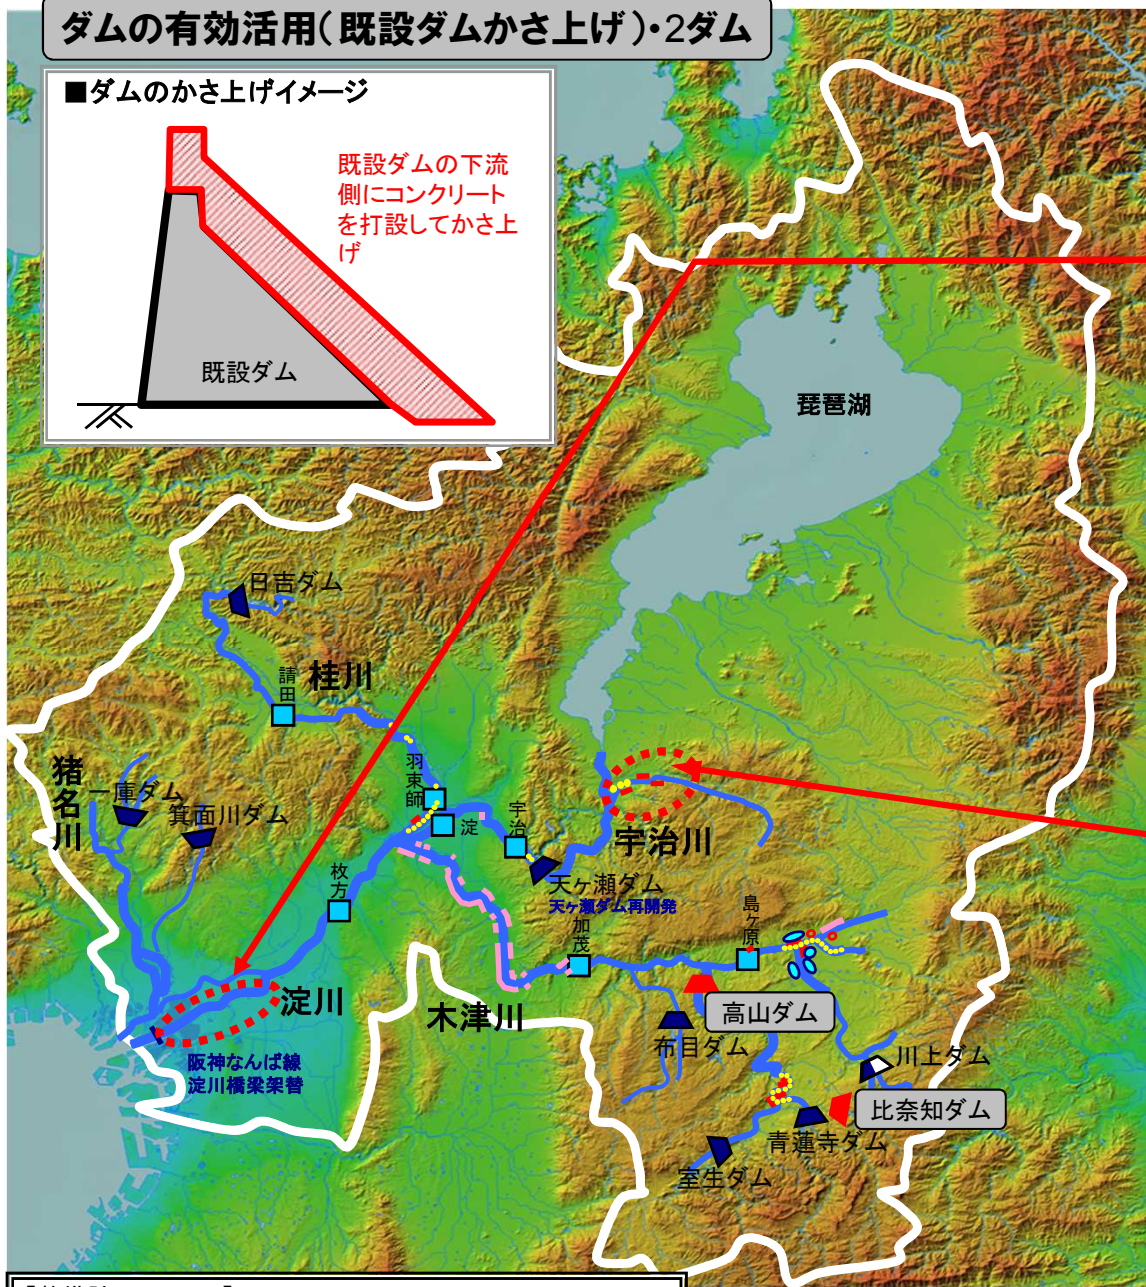 ダムの有効活用(既設ダムかさ上げ)・2ダム
■ダムのかさ上げイメージ
既設ダムの下流
側にコンクリート
を打設してかさ上
げ
既設ダム
琵琶湖
日吉ダム
請田
桂川
羽束師
猪名川
一庫ダム
箕面川ダム
淀
宇治
宇治川
枚方
天ヶ瀬ダム
天ヶ瀬ダム再開発
加茂
島ヶ原
淀川
木津川
高山ダム
布目ダム
川上ダム
阪神なんば線
淀川橋梁架替
比奈知ダム
青蓮寺ダム
室生ダム